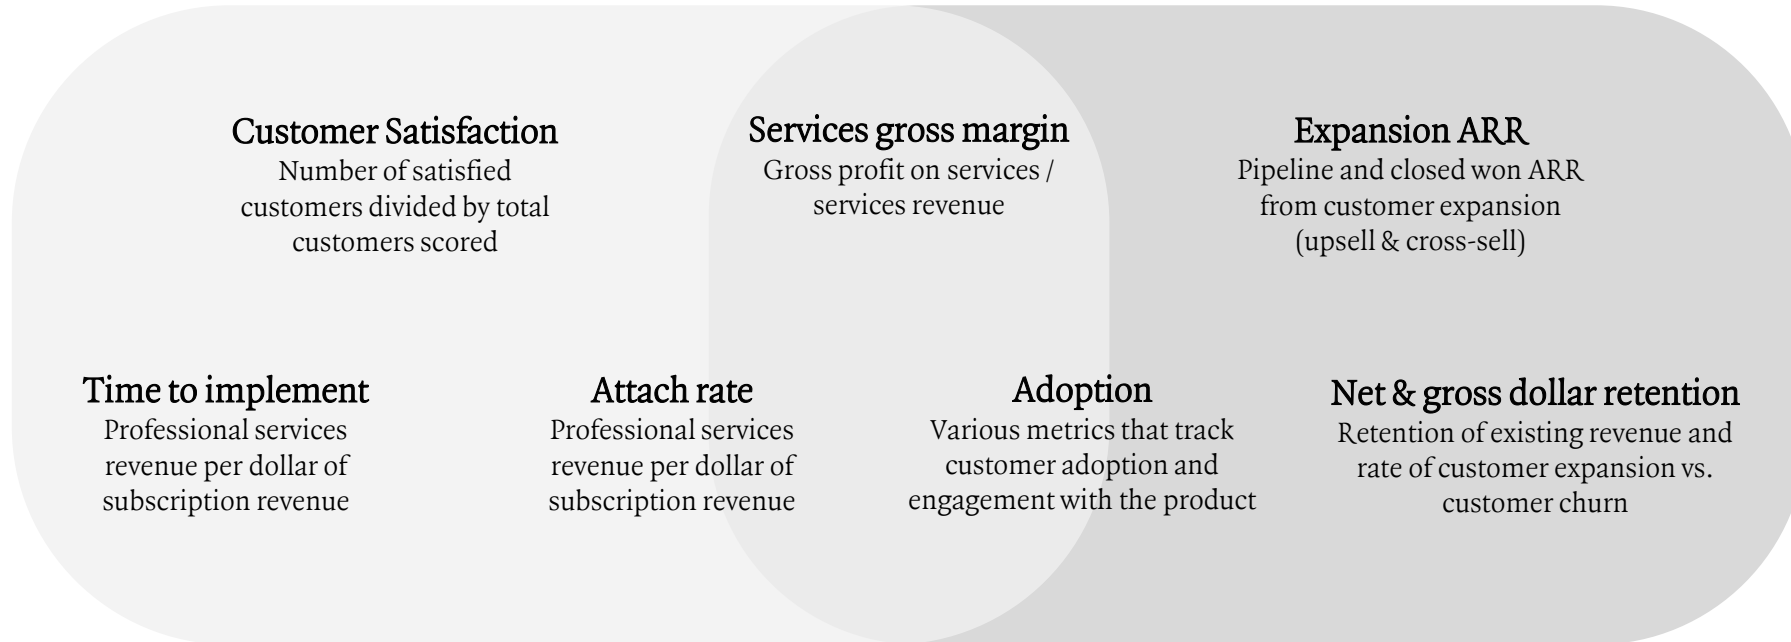 Customer Satisfaction
Number of satisfied
customers divided by total
customers scored
Services gross margin
Gross profit on services /
services revenue
Expansion ARR
Pipeline and closed won ARR
from customer expansion
(upsell & cross-sell)
Time to implement
Professional services
revenue per dollar of
subscription revenue
Attach rate
Professional services
revenue per dollar of
subscription revenue
Adoption
Various metrics that track
customer adoption and
engagement with the product
Net & gross dollar retention
Retention of existing revenue and
rate of customer expansion vs.
customer churn